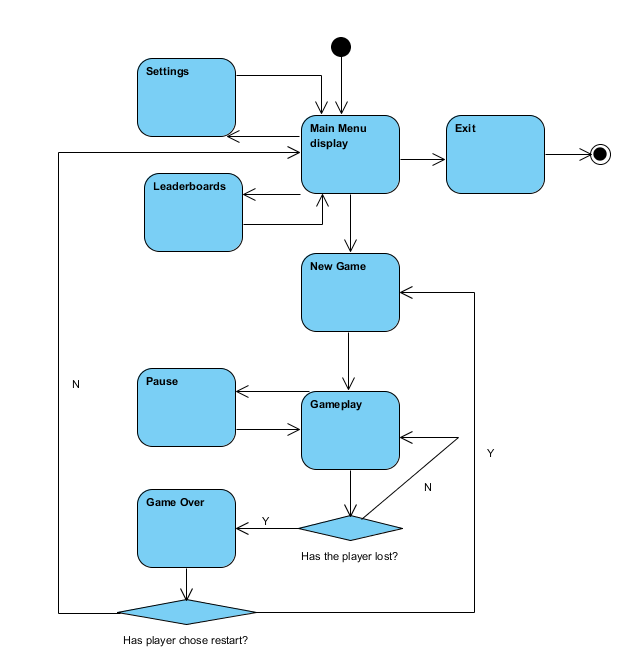 Settings
Main Menu
display
Exit
Leaderboards
New Game
Pause
N
Gameplay
Y
N
Game Over
Y
Has the player lost?
Has player chose restart?